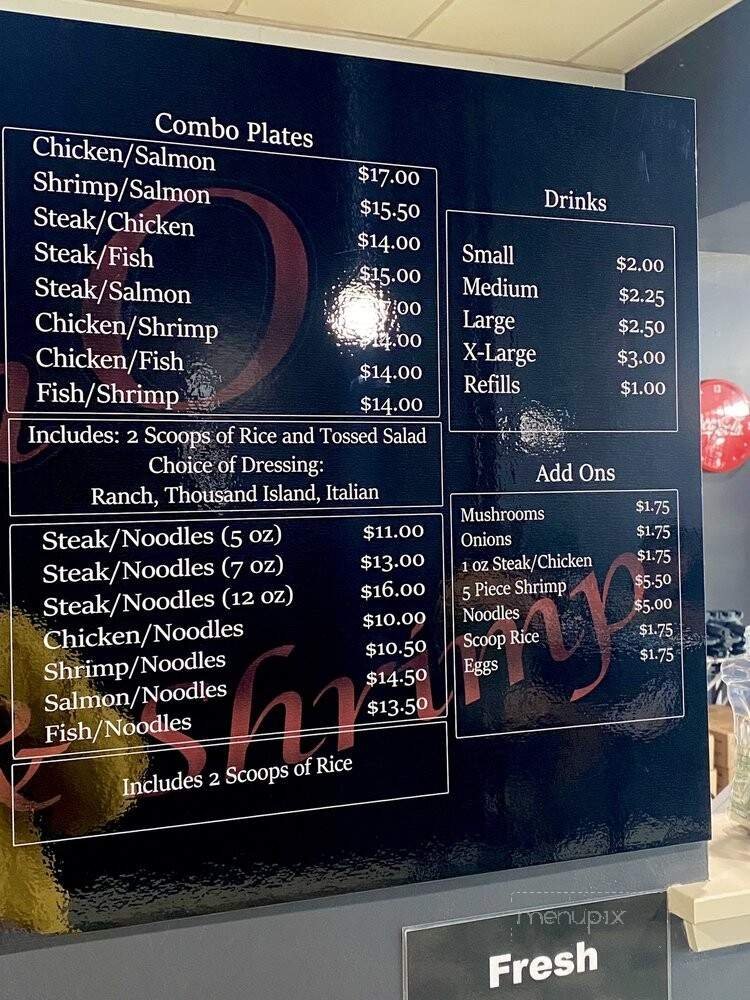 Combo Plates
Chicken/Salmon $17.00
Shrimp/Salmon $15.50
Steak/Chicken $14.00
Steak/Fish $15.00
Steak/Salmon
Chicken/Shrimp
Chicken/Fish $14.00
Fish/Shrimp $14.00
Includes: 2 Scoops of Rice and Tossed Salad
Choice of Dressing:
Ranch, Thousand Island, Italian
Steak/Noodles (5 oz) $11.00
Steak/Noodles (7 oz) $13.00
Steak/Noodles (12 oz) $16.00
Chicken/Noodles $10.00
Shrimp/Noodles $10.50
Salmon/Noodles $14.50
Fish/Noodles $13.50
Includes 2 Scoops of Rice
Drinks
Small $2.00
Medium $2.25
Large $2.50
X-Large $3.00
Refills $1.00
Add Ons
Mushrooms $1.75
Onions $1.75
1 oz Steak/Chicken $1.75
5 Piece Shrimp $5.50
Noodles $5.00
Scoop Rice $1.75
Eggs $1.75
& Shrimp
Coca-Cola
menupix
Fresh